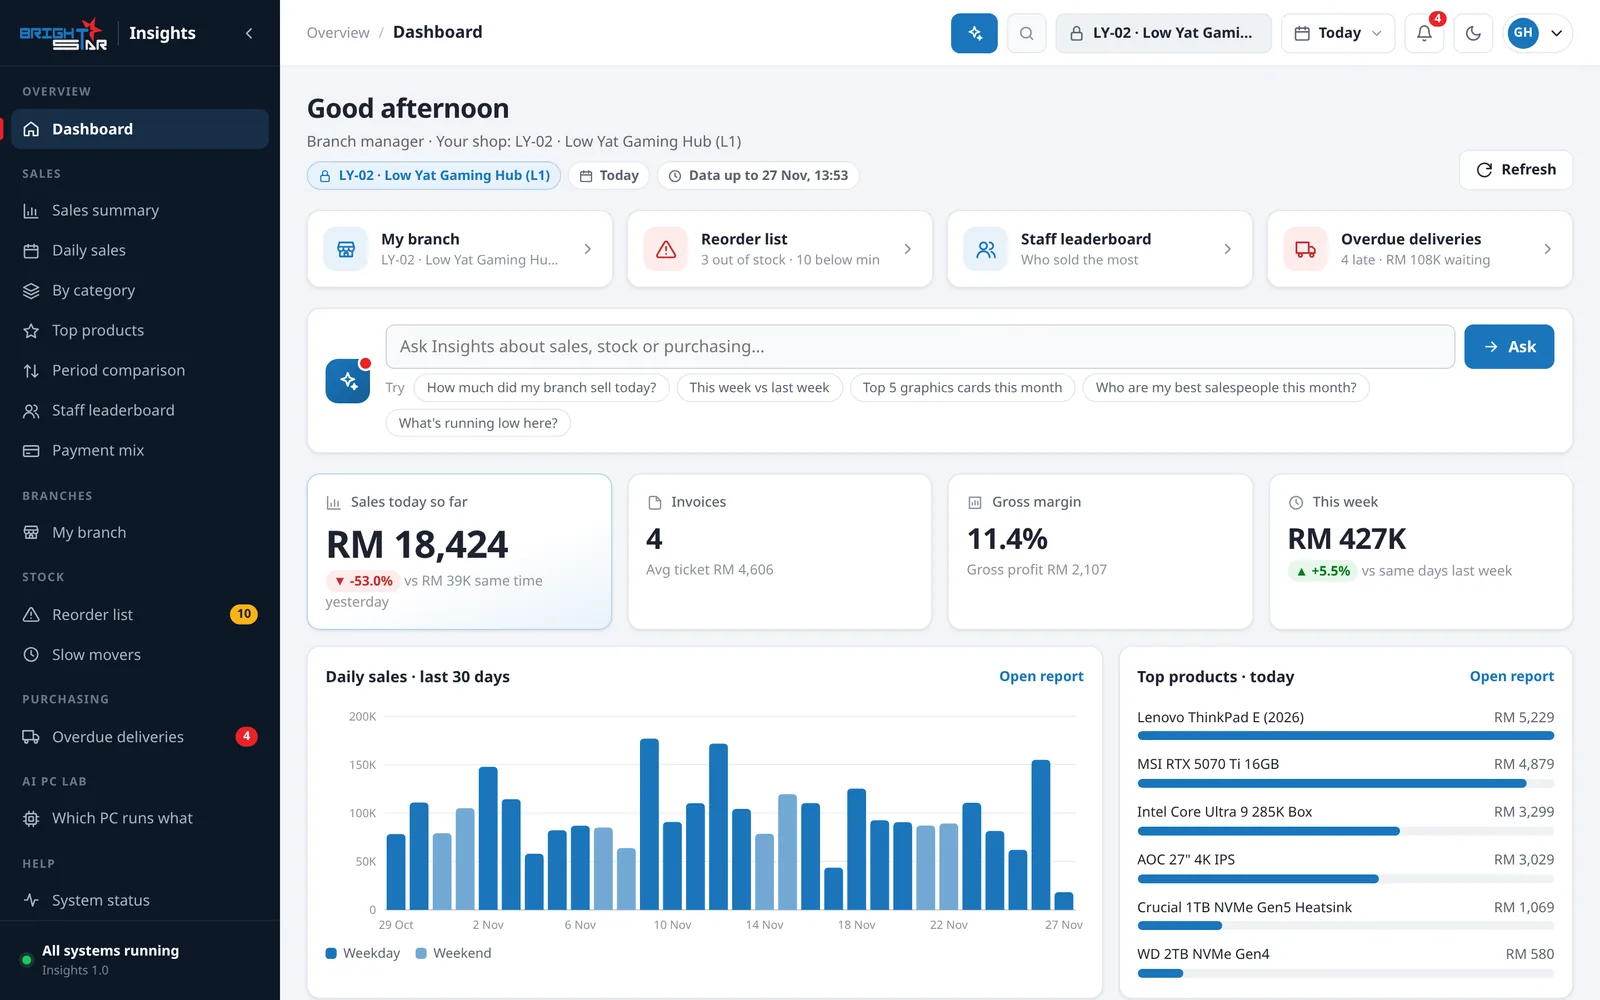 BRIGHT STAR
Insights
OVERVIEW
Dashboard
SALES
Sales summary
Daily sales
By category
Top products
Period comparison
Staff leaderboard
Payment mix
BRANCHES
My branch
STOCK
Reorder list
10
Slow movers
PURCHASING
Overdue deliveries
4
AI PC LAB
Which PC runs what
HELP
System status
All systems running
Insights 1.0
Overview / Dashboard
LY-02 · Low Yat Gami...
Today
4
GH
Good afternoon
Branch manager · Your shop: LY-02 · Low Yat Gaming Hub (L1)
LY-02 · Low Yat Gaming Hub (L1)
Today
Data up to 27 Nov, 13:53
Refresh
My branch
LY-02 · Low Yat Gaming Hu...
Reorder list
3 out of stock · 10 below min
Staff leaderboard
Who sold the most
Overdue deliveries
4 late · RM 108K waiting
Ask Insights about sales, stock or purchasing...
Ask
Try
How much did my branch sell today?
This week vs last week
Top 5 graphics cards this month
Who are my best salespeople this month?
What's running low here?
Sales today so far
RM 18,424
▼ -53.0% vs RM 39K same time
yesterday
Invoices
4
Avg ticket RM 4,606
Gross margin
11.4%
Gross profit RM 2,107
This week
RM 427K
▲ +5.5% vs same days last week
Daily sales · last 30 days
Open report
200K
150K
100K
50K
0
29 Oct
2 Nov
6 Nov
10 Nov
14 Nov
18 Nov
22 Nov
27 Nov
Weekday
Weekend
Top products · today
Open report
Lenovo ThinkPad E (2026) RM 5,229
MSI RTX 5070 Ti 16GB RM 4,879
Intel Core Ultra 9 285K Box RM 3,299
AOC 27" 4K IPS RM 3,029
Crucial 1TB NVMe Gen5 Heatsink RM 1,069
WD 2TB NVMe Gen4 RM 580